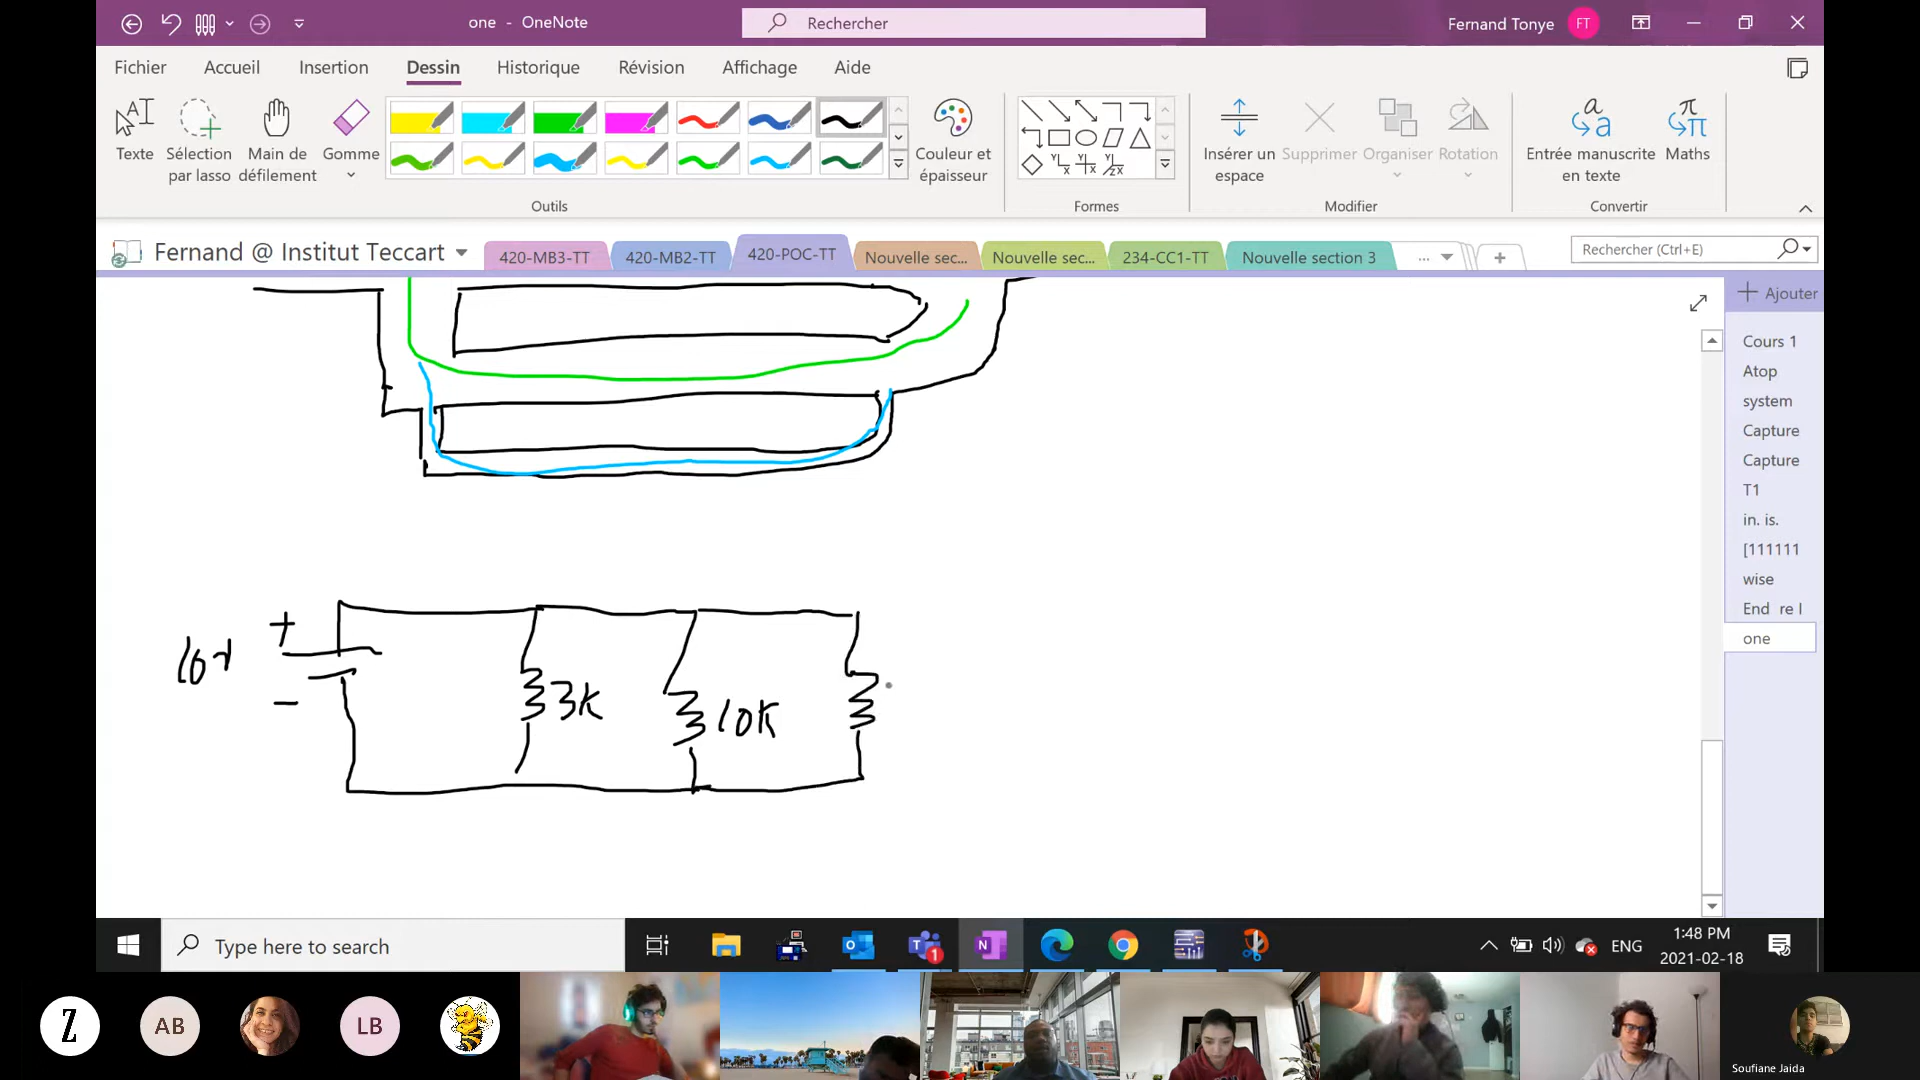 one - OneNote
Rechercher
Fernand Tonye
FT
Fichier
Accueil
Insertion
Dessin
Historique
Révision
Affichage
Aide
Texte
Sélection
par lasso
Main de
défilement
Gomme
Couleur et
épaisseur
Insérer un
espace
Supprimer
Organiser
Rotation
Entrée manuscrite
en texte
Maths
Outils
Formes
Modifier
Convertir
Fernand @ Institut Teccart
420-MB3-TT
420-MB2-TT
420-POC-TT
Nouvelle sec...
Nouvelle sec...
234-CC1-TT
Nouvelle section 3
...
Rechercher (Ctrl+E)
Ajouter
Cours 1
Atop
system
Capture
Capture
T1
in. is.
[111111
wise
End re l
one
+
-
3K
10K
Type here to search
1
ENG
1:48 PM
2021-02-18
Z
AB
LB
Soufiane Jaida